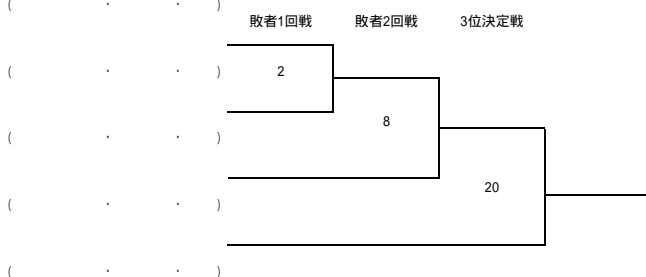 (　・　・　)
敗者1回戦　敗者2回戦　3位決定戦
(　・　・　)
2
8
(　・　・　)
20
(　・　・　)
(　・　・　)